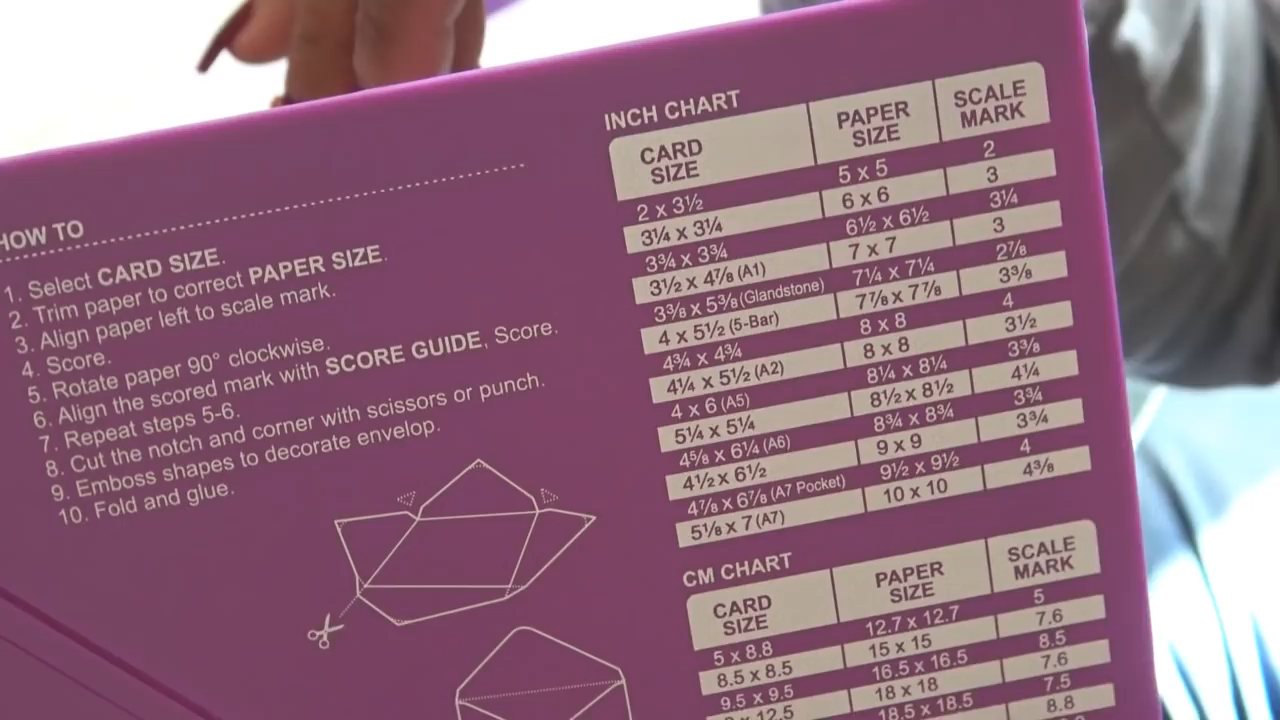 HOW TO
1. Select CARD SIZE.
2. Trim paper to correct PAPER SIZE.
3. Align paper left to scale mark.
4. Score.
5. Rotate paper 90° clockwise.
6. Align the scored mark with SCORE GUIDE, Score.
7. Repeat steps 5-6.
8. Cut the notch and corner with scissors or punch.
9. Emboss shapes to decorate envelop.
10. Fold and glue.
INCH CHART
CARD SIZE PAPER SIZE SCALE MARK
2 x 3½ 5 x 5 2
3¼ x 3¼ 6 x 6 3
3¾ x 3¾ 6½ x 6½ 3¼
3½ x 4⅞ (A1) 7 x 7 3
3⅜ x 5⅜ (Glandstone) 7¼ x 7¼ 2⅞
4 x 5½ (5-Bar) 7⅞ x 7⅞ 3⅜
4¾ x 4¾ 8 x 8 4
4¼ x 5½ (A2) 8 x 8 3½
4 x 6 (A5) 8¼ x 8¼ 3⅜
5¼ x 5¼ 8½ x 8½ 4¼
4⅝ x 6¼ (A6) 8¾ x 8¾ 3¾
4½ x 6½ 9 x 9 3¾
4⅞ x 6⅞ (A7 Pocket) 9½ x 9½ 4
5⅛ x 7 (A7) 10 x 10 4⅜
CM CHART
CARD SIZE PAPER SIZE SCALE MARK
5 x 8.8 12.7 x 12.7 5
8.5 x 8.5 15 x 15 7.6
9.5 x 9.5 16.5 x 16.5 8.5
x 12.5 18 x 18 7.6
18.5 x 18.5 7.5
8.8